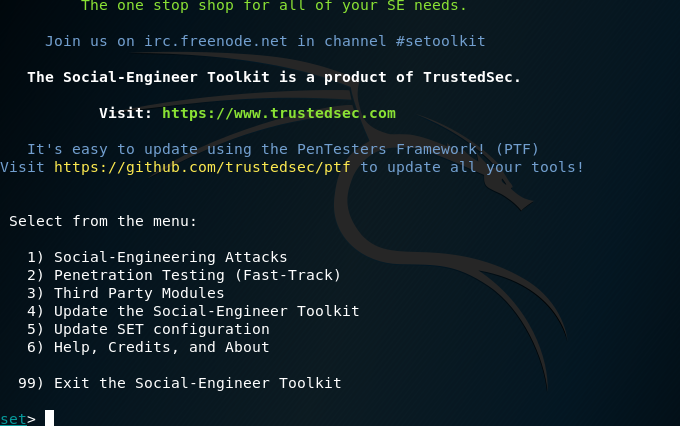 The one stop shop for all of your SE needs.
Join us on irc.freenode.net in channel #setoolkit
The Social-Engineer Toolkit is a product of TrustedSec.
Visit: https://www.trustedsec.com
It's easy to update using the PenTesters Framework! (PTF)
Visit https://github.com/trustedsec/ptf to update all your tools!
Select from the menu:
1) Social-Engineering Attacks
2) Penetration Testing (Fast-Track)
3) Third Party Modules
4) Update the Social-Engineer Toolkit
5) Update SET configuration
6) Help, Credits, and About
99) Exit the Social-Engineer Toolkit
set>